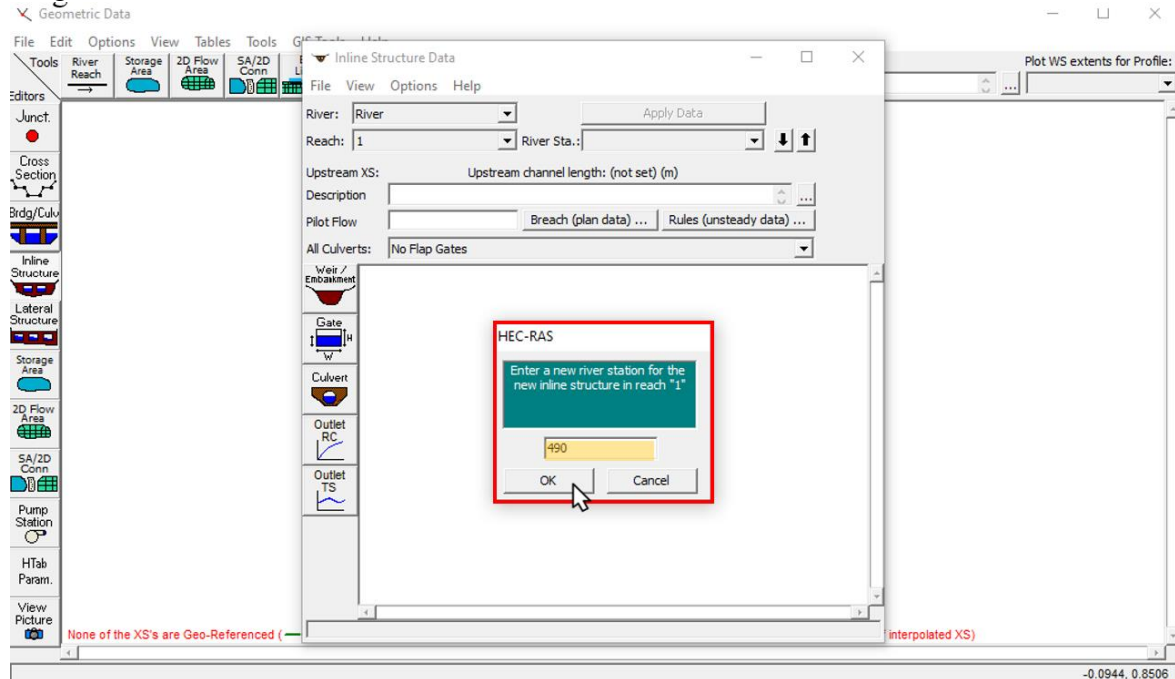 Geometric Data
File Edit Options View Tables Tools GIS Tools Help
Tools
Editors
River Reach
Storage Area
2D Flow Area
SA/2D Conn
Plot WS extents for Profile:
...
Junct.
Cross Section
Brdg/Culv
Inline Structure
Lateral Structure
Storage Area
2D Flow Area
SA/2D Conn
Pump Station
HTab Param.
View Picture
Inline Structure Data
File View Options Help
River: River
Apply Data
Reach: 1
River Sta.:
Upstream XS: Upstream channel length: (not set) (m)
Description ...
Pilot Flow Breach (plan data) ... Rules (unsteady data) ...
All Culverts: No Flap Gates
Weir / Embankment
Gate
H
W
Culvert
Outlet RC
Outlet TS
HEC-RAS
Enter a new river station for the
new inline structure in reach "1"
490
OK Cancel
None of the XS's are Geo-Referenced ( interpolated XS)
-0.0944, 0.8506